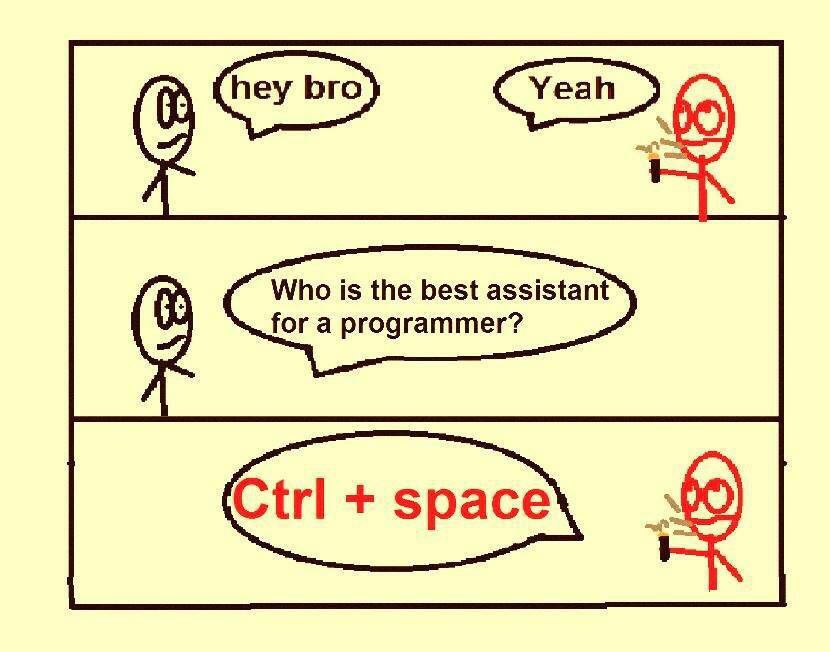 hey bro
Yeah
Who is the best assistant
for a programmer?
Ctrl + space